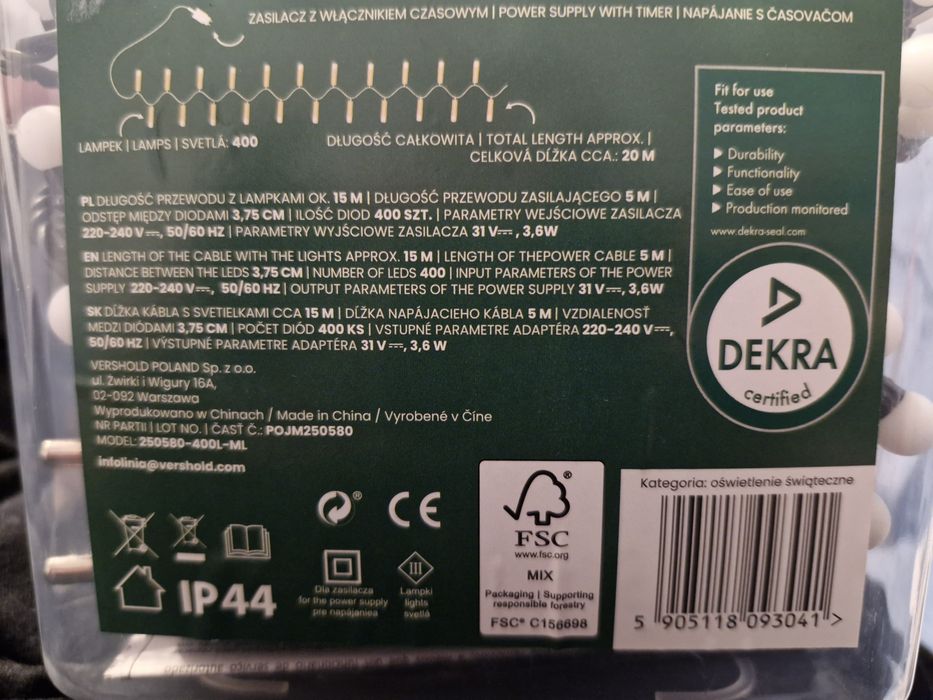 ZASILACZ Z WŁĄCZNIKIEM CZASOWYM | POWER SUPPLY WITH TIMER | NAPÁJANIE S ČASOVAČOM
LAMPEK | LAMPS | SVETLÁ: 400
DŁUGOŚĆ CAŁKOWITA | TOTAL LENGTH APPROX. |
CELKOVÁ DĹŽKA CCA.: 20 M
PL DŁUGOŚĆ PRZEWODU Z LAMPKAMI OK. 15 M | DŁUGOŚĆ PRZEWODU ZASILAJĄCEGO 5 M |
ODSTĘP MIĘDZY DIODAMI 3,75 CM | ILOŚĆ DIOD 400 SZT. | PARAMETRY WEJŚCIOWE ZASILACZA
220-240 V⎓, 50/60 HZ | PARAMETRY WYJŚCIOWE ZASILACZA 31 V⎓, 3,6W
EN LENGTH OF THE CABLE WITH THE LIGHTS APPROX. 15 M | LENGTH OF THEPOWER CABLE 5 M |
DISTANCE BETWEEN THE LEDS 3,75 CM | NUMBER OF LEDS 400 | INPUT PARAMETERS OF THE POWER
SUPPLY 220-240 V⎓, 50/60 HZ | OUTPUT PARAMETERS OF THE POWER SUPPLY 31 V⎓, 3,6W
SK DĹŽKA KÁBLA S SVETIELKAMI CCA 15 M | DĹŽKA NAPÁJACIEHO KÁBLA 5 M | VZDIALENOSŤ
MEDZI DIÓDAMI 3,75 CM | POČET DIÓD 400 KS | VSTUPNÉ PARAMETRE ADAPTÉRA 220-240 V⎓,
50/60 HZ | VÝSTUPNÉ PARAMETRE ADAPTÉRA 31 V⎓, 3,6 W
VERSHOLD POLAND Sp. z o.o.
ul. Żwirki i Wigury 16A,
02-092 Warszawa
Wyprodukowano w Chinach / Made in China / Vyrobené v Číne
NR PARTII | LOT NO. | ČASŤ Č.: POJM250580
MODEL: 250580-400L-ML
infolinia@vershold.com
Fit for use
Tested product
parameters:
Durability
Functionality
Ease of use
Production monitored
www.dekra-seal.com
DEKRA
certified
CE
IP44
Dla zasilacza
for the power supply
pre napájaniea
III
Lampki
lights
svetlá
FSC®
www.fsc.org
MIX
Packaging | Supporting
responsible forestry
FSC® C156698
Kategoria: oświetlenie świąteczne
5 905118 093041 >